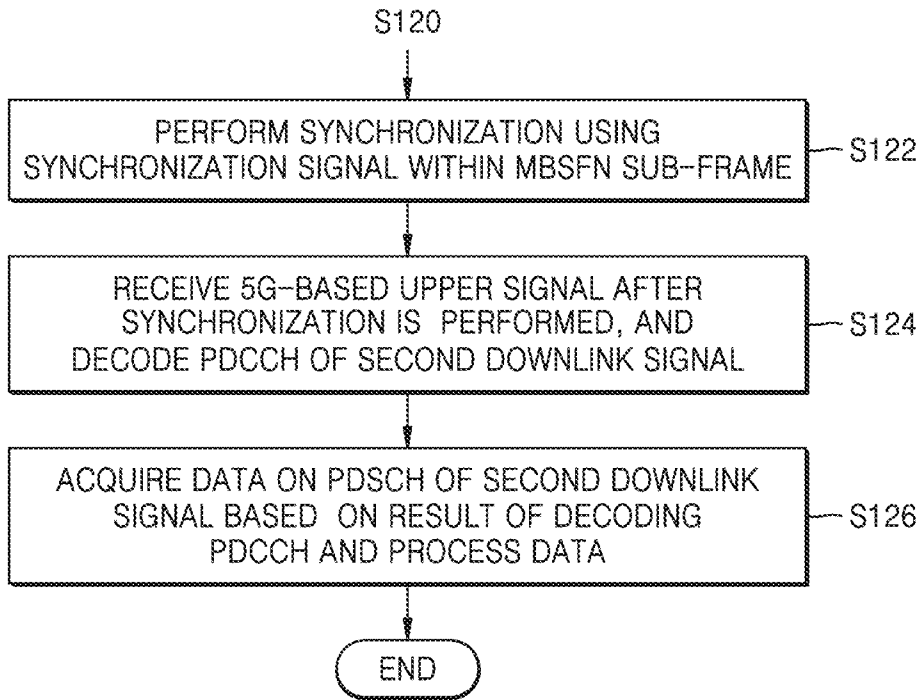 S120
PERFORM SYNCHRONIZATION USING
SYNCHRONIZATION SIGNAL WITHIN MBSFN SUB-FRAME
S122
RECEIVE 5G-BASED UPPER SIGNAL AFTER
SYNCHRONIZATION IS PERFORMED, AND
DECODE PDCCH OF SECOND DOWNLINK SIGNAL
S124
ACQUIRE DATA ON PDSCH OF SECOND DOWNLINK
SIGNAL BASED ON RESULT OF DECODING
PDCCH AND PROCESS DATA
S126
END